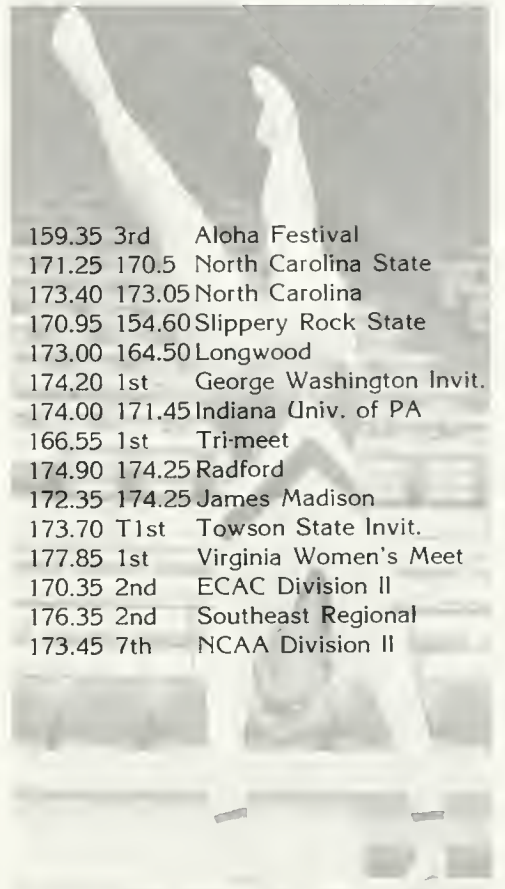 159.35 3rd Aloha Festival
171.25 170.5 North Carolina State
173.40 173.05 North Carolina
170.95 154.60 Slippery Rock State
173.00 164.50 Longwood
174.20 1st George Washington Invit.
174.00 171.45 Indiana Univ. of PA
166.55 1st Tri-meet
174.90 174.25 Radford
172.35 174.25 James Madison
173.70 T1st Towson State Invit.
177.85 1st Virginia Women's Meet
170.35 2nd ECAC Division II
176.35 2nd Southeast Regional
173.45 7th NCAA Division II